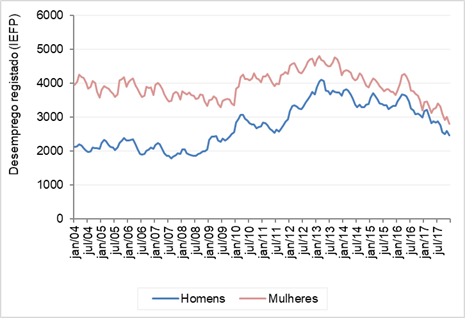 Desemprego registado (IEFP)
6000
5000
4000
3000
2000
1000
0
jan/04
jul/04
jan/05
jul/05
jan/06
jul/06
jan/07
jul/07
jan/08
jul/08
jan/09
jul/09
jan/10
jul/10
jan/11
jul/11
jan/12
jul/12
jan/13
jul/13
jan/14
jul/14
jan/15
jul/15
jan/16
jul/16
jan/17
jul/17
Homens
Mulheres